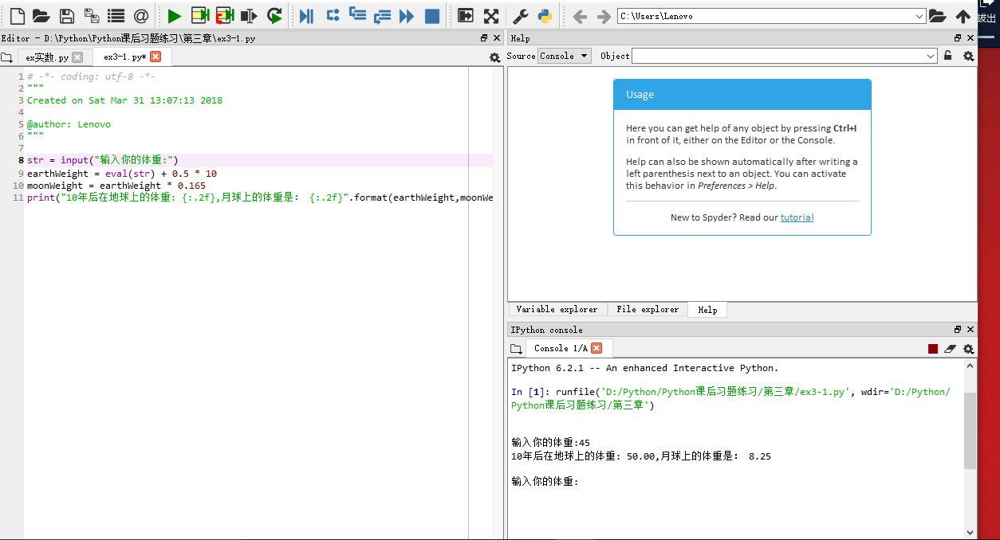 C:\Users\Lenovo
拔出
Editor - D:\Python\Python课后习题练习\第三章\ex3-1.py
ex实数.py
ex3-1.py*
1 # -*- coding: utf-8 -*-
2 """
3 Created on Sat Mar 31 13:07:13 2018
4
5 @author: Lenovo
6 """
7
8 str = input("输入你的体重:")
9 earthWeight = eval(str) + 0.5 * 10
10 moonWeight = earthWeight * 0.165
11 print("10年后在地球上的体重: {:.2f},月球上的体重是： {:.2f}".format(earthWeight,moonWe
Help
Source Console Object
Usage
Here you can get help of any object by pressing Ctrl+I
in front of it, either on the Editor or the Console.
Help can also be shown automatically after writing a
left parenthesis next to an object. You can activate
this behavior in Preferences > Help.
New to Spyder? Read our tutorial
Variable explorer File explorer Help
IPython console
Console 1/A
IPython 6.2.1 -- An enhanced Interactive Python.
In [1]: runfile('D:/Python/Python课后习题练习/第三章/ex3-1.py', wdir='D:/Python/
Python课后习题练习/第三章')
输入你的体重:45
10年后在地球上的体重: 50.00,月球上的体重是： 8.25
输入你的体重: